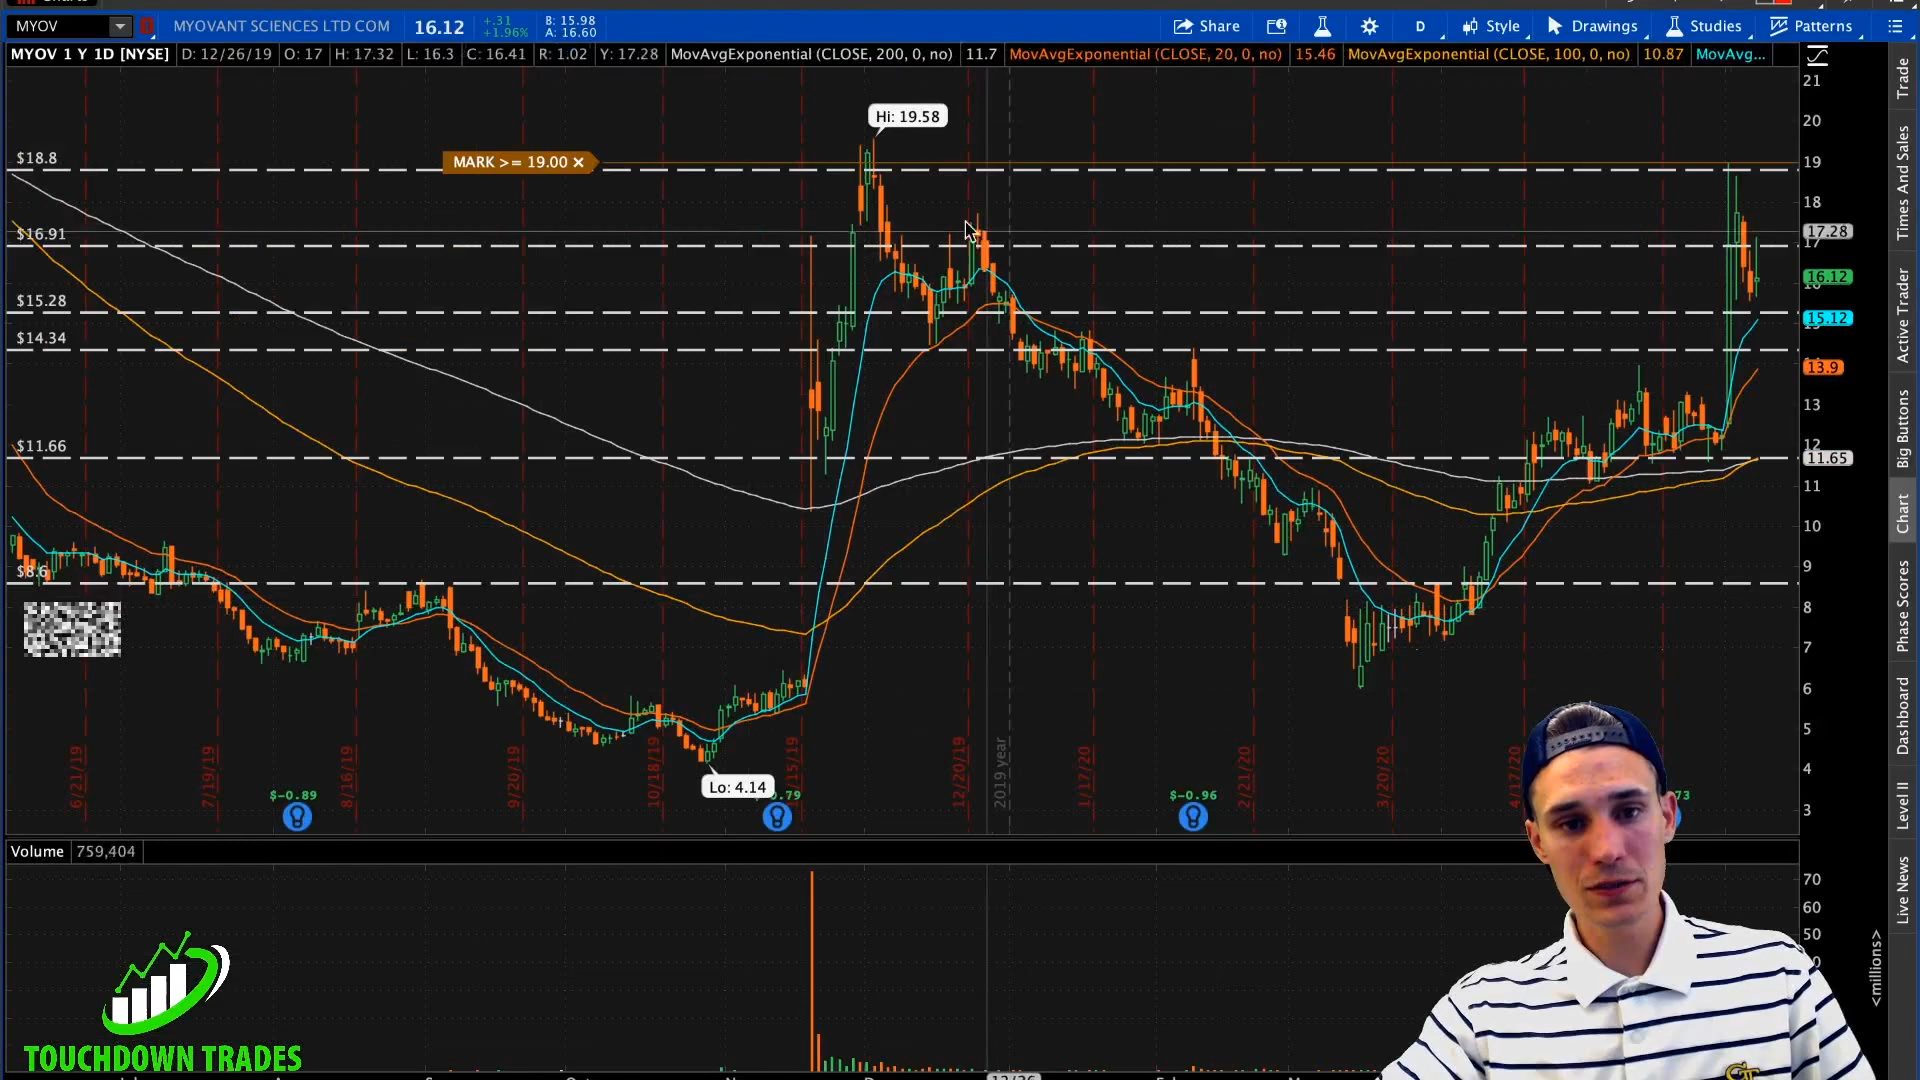 Charts
MYOV
MYOVANT SCIENCES LTD COM
16.12
+.31
+1.96%
B: 15.98
A: 16.60
Share
D
Style
Drawings
Studies
Patterns
MYOV 1 Y 1D [NYSE]
D: 12/26/19
O: 17
H: 17.32
L: 16.3
C: 16.41
R: 1.02
Y: 17.28
MovAvgExponential (CLOSE, 200, 0, no)
11.7
MovAvgExponential (CLOSE, 20, 0, no)
15.46
MovAvgExponential (CLOSE, 100, 0, no)
10.87
MovAvg...
Hi: 19.58
MARK >= 19.00 ×
$18.8
$16.91
$15.28
$14.34
$11.66
$8.6
Lo: 4.14
21
20
19
18
17.28
17
16.12
16
15.12
15
13.9
13
12
11.65
11
10
9
8
7
6
5
4
3
6/21/19
7/19/19
8/16/19
9/20/19
10/18/19
11/15/19
12/20/19
2019 year
1/17/20
2/21/20
3/20/20
4/17/20
$-0.89
.79
$-0.96
73
Volume
759,404
70
60
50
<millions>
12/26
Trade
Times And Sales
Active Trader
Big Buttons
Chart
Phase Scores
Dashboard
Level II
Live News
TOUCHDOWN TRADES
GT